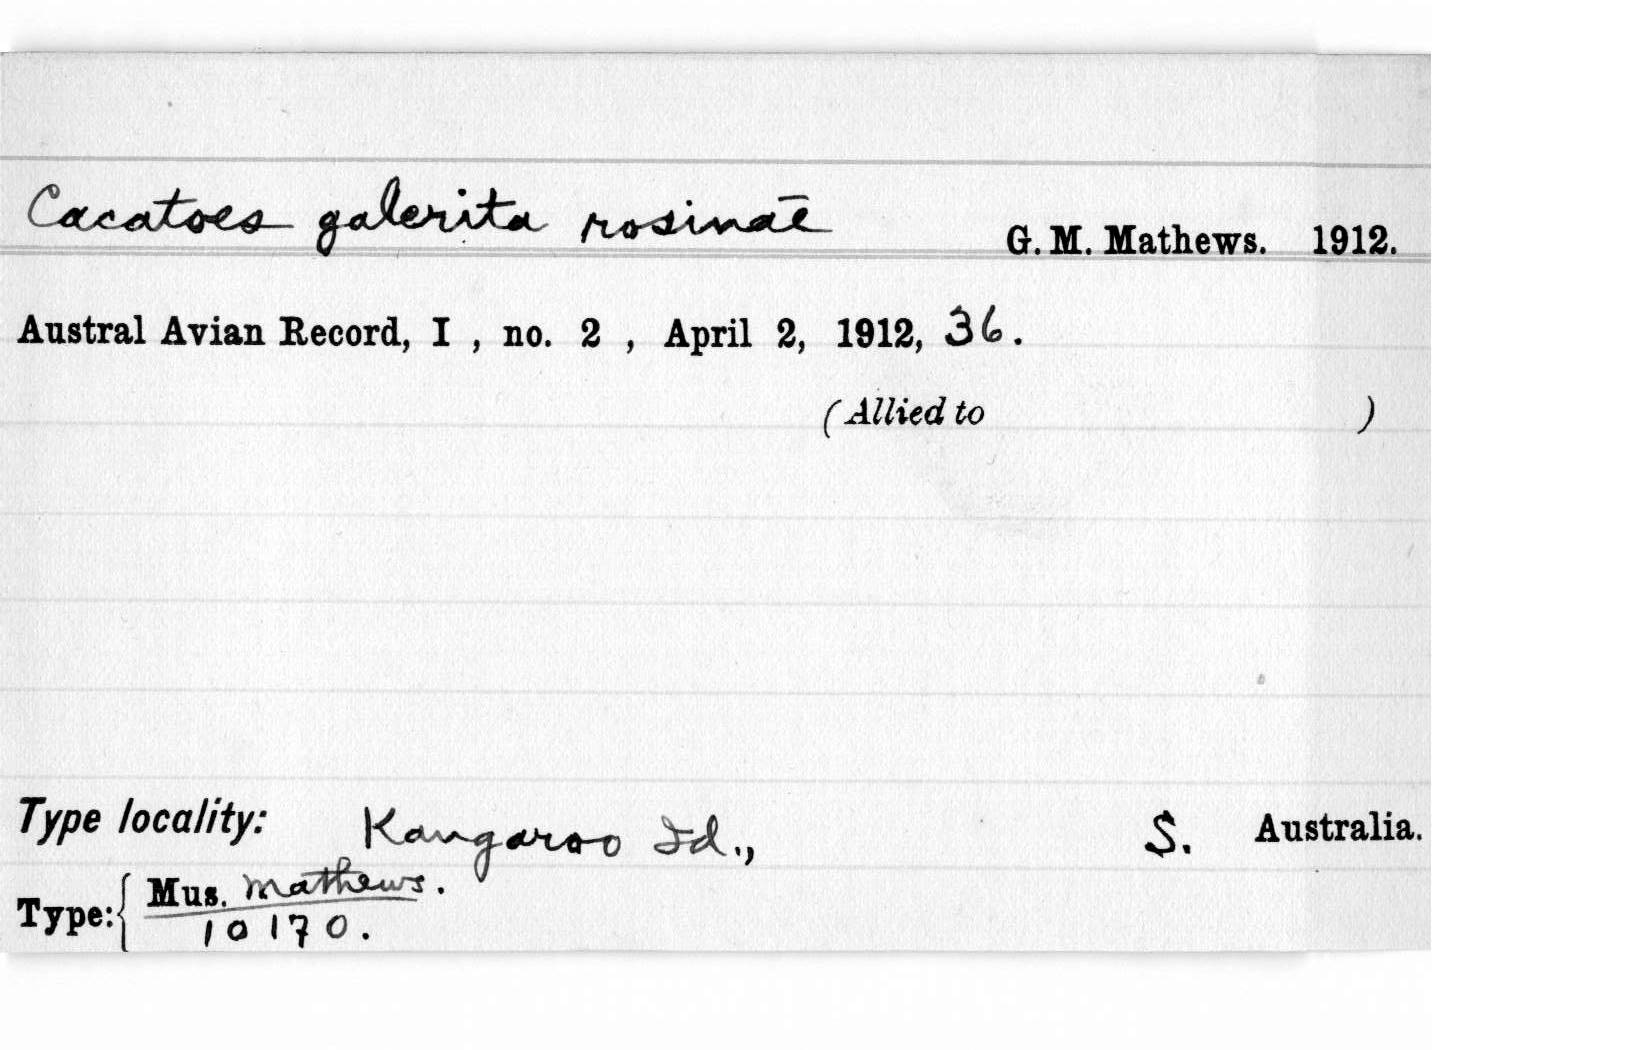 Cacatoes galerita rosinae G. M. Mathews. 1912.
Austral Avian Record, I , no. 2 , April 2, 1912, 36.
(Allied to )
Type locality: Kangaroo Id., S. Australia.
Type: { Mus. Mathews.
10170.